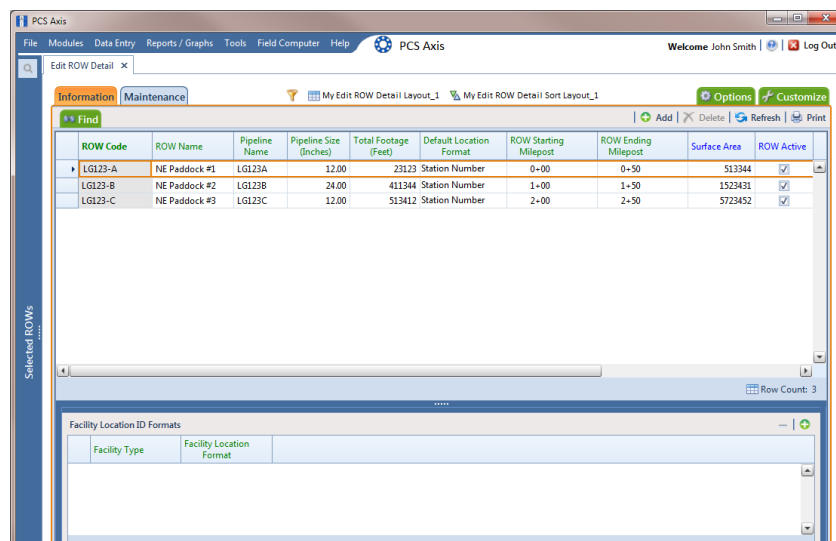 PCS Axis
File Modules Data Entry Reports / Graphs Tools Field Computer Help PCS Axis Welcome John Smith Log Out
Edit ROW Detail ×
Information Maintenance My Edit ROW Detail Layout_1 My Edit ROW Detail Sort Layout_1 Options Customize
Find Add Delete Refresh Print
ROW Code ROW Name Pipeline Name Pipeline Size (Inches) Total Footage (Feet) Default Location Format ROW Starting Milepost ROW Ending Milepost Surface Area ROW Active
LG123-A NE Paddock #1 LG123A 12.00 23123 Station Number 0+00 0+50 513344
LG123-B NE Paddock #2 LG123B 24.00 411344 Station Number 1+00 1+50 1523431
LG123-C NE Paddock #3 LG123C 12.00 513412 Station Number 2+00 2+50 5723452
Selected ROWs
Row Count: 3
Facility Location ID Formats
Facility Type Facility Location Format